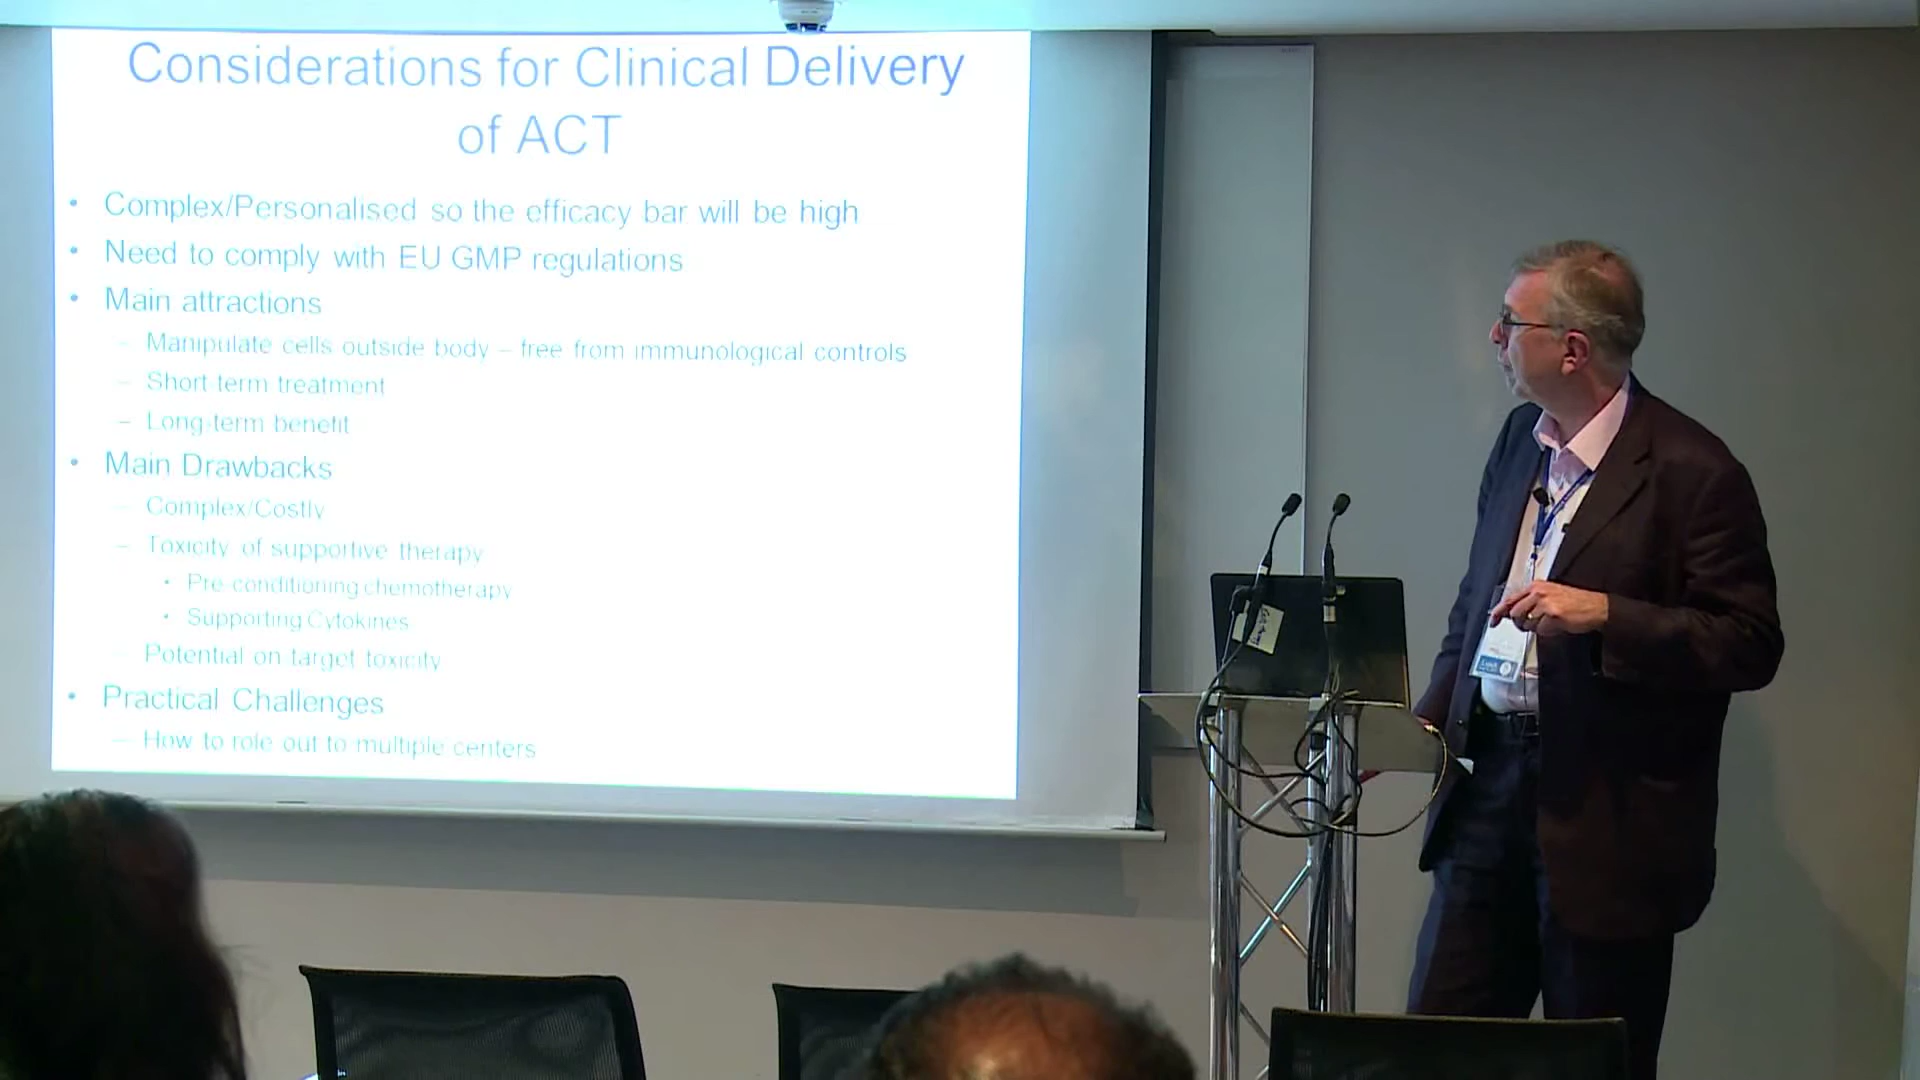 Considerations for Clinical Delivery
of ACT
• Complex/Personalised so the efficacy bar will be high
• Need to comply with EU GMP regulations
• Main attractions
– Manipulate cells outside body – free from immunological controls
– Short term treatment
– Long-term benefit
• Main Drawbacks
– Complex/Costly
– Toxicity of supportive therapy
• Pre-conditioning chemotherapy
• Supporting Cytokines
– Potential on target toxicity
• Practical Challenges
– How to role out to multiple centers